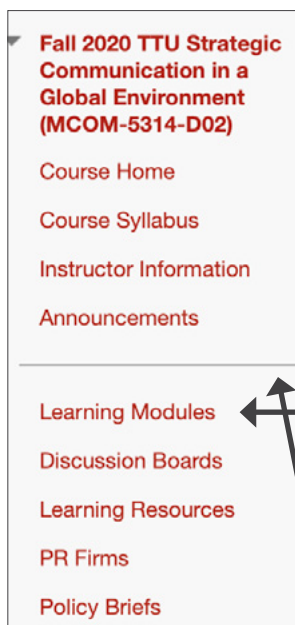 Fall 2020 TTU Strategic
Communication in a
Global Environment
(MCOM-5314-D02)
Course Home
Course Syllabus
Instructor Information
Announcements
Learning Modules
Discussion Boards
Learning Resources
PR Firms
Policy Briefs